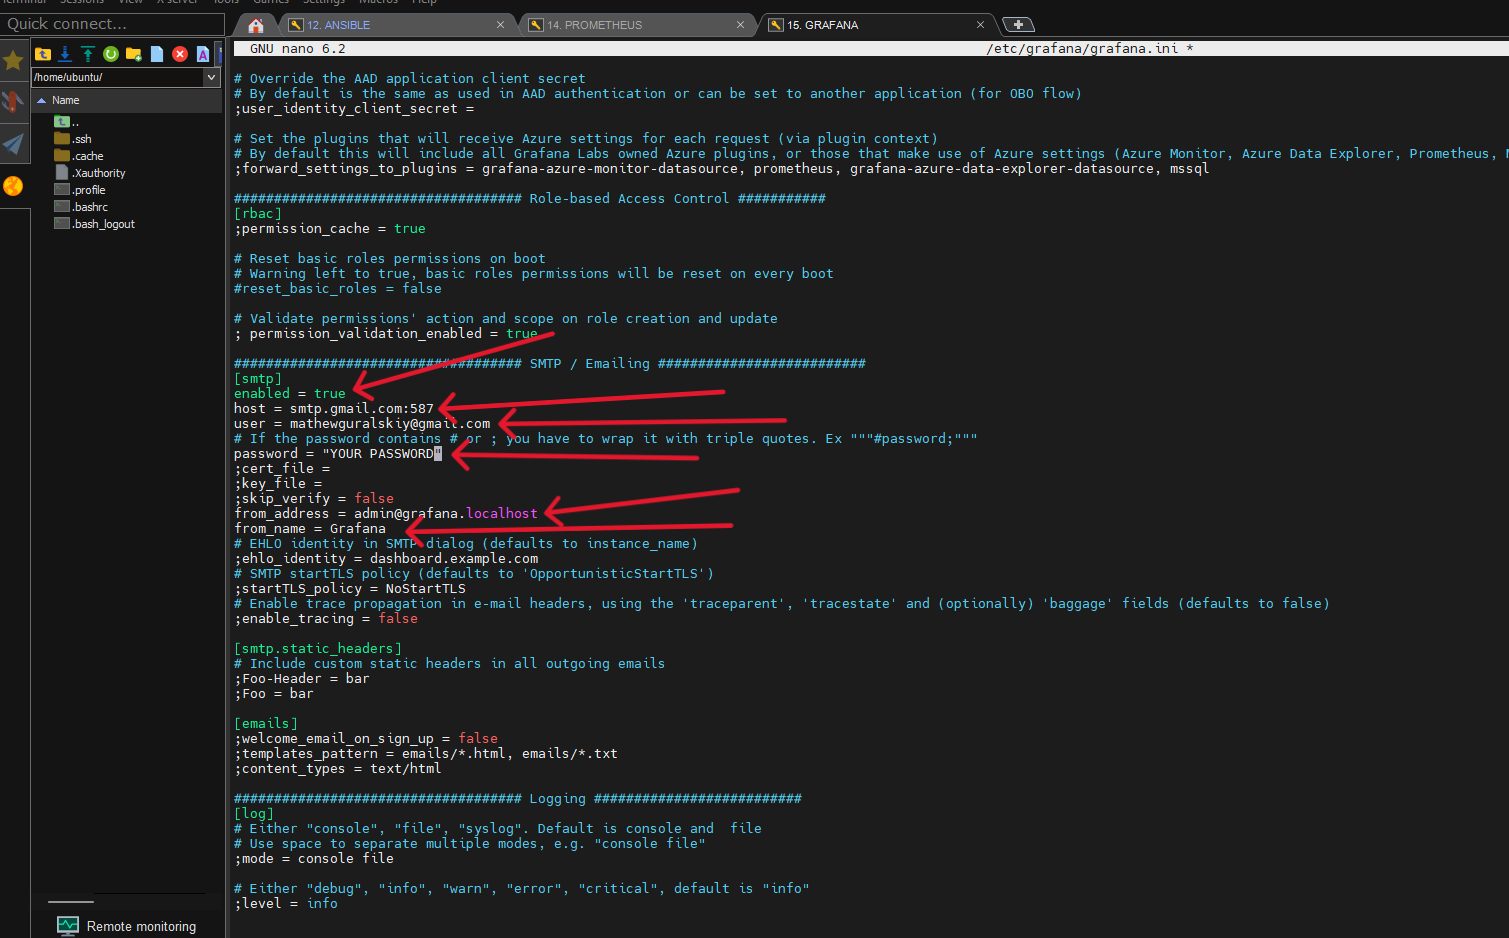 Terminal Sessions View X server Tools Games Settings Macros Help
Quick connect...
12. ANSIBLE
14. PROMETHEUS
15. GRAFANA
/home/ubuntu/
Name
..
.ssh
.cache
.Xauthority
.profile
.bashrc
.bash_logout
Remote monitoring
GNU nano 6.2 /etc/grafana/grafana.ini *
# Override the AAD application client secret
# By default is the same as used in AAD authentication or can be set to another application (for OBO flow)
;user_identity_client_secret =
# Set the plugins that will receive Azure settings for each request (via plugin context)
# By default this will include all Grafana Labs owned Azure plugins, or those that make use of Azure settings (Azure Monitor, Azure Data Explorer, Prometheus,
;forward_settings_to_plugins = grafana-azure-monitor-datasource, prometheus, grafana-azure-data-explorer-datasource, mssql
#################################### Role-based Access Control ###########
[rbac]
;permission_cache = true
# Reset basic roles permissions on boot
# Warning left to true, basic roles permissions will be reset on every boot
#reset_basic_roles = false
# Validate permissions' action and scope on role creation and update
; permission_validation_enabled = true
#################################### SMTP / Emailing ##########################
[smtp]
enabled = true
host = smtp.gmail.com:587
user = mathewguralskiy@gmail.com
# If the password contains # or ; you have to wrap it with triple quotes. Ex """#password;"""
password = "YOUR PASSWORD"
;cert_file =
;key_file =
;skip_verify = false
from_address = admin@grafana.localhost
from_name = Grafana
# EHLO identity in SMTP dialog (defaults to instance_name)
;ehlo_identity = dashboard.example.com
# SMTP startTLS policy (defaults to 'OpportunisticStartTLS')
;startTLS_policy = NoStartTLS
# Enable trace propagation in e-mail headers, using the 'traceparent', 'tracestate' and (optionally) 'baggage' fields (defaults to false)
;enable_tracing = false
[smtp.static_headers]
# Include custom static headers in all outgoing emails
;Foo-Header = bar
;Foo = bar
[emails]
;welcome_email_on_sign_up = false
;templates_pattern = emails/*.html, emails/*.txt
;content_types = text/html
#################################### Logging ##########################
[log]
# Either "console", "file", "syslog". Default is console and  file
# Use space to separate multiple modes, e.g. "console file"
;mode = console file
# Either "debug", "info", "warn", "error", "critical", default is "info"
;level = info